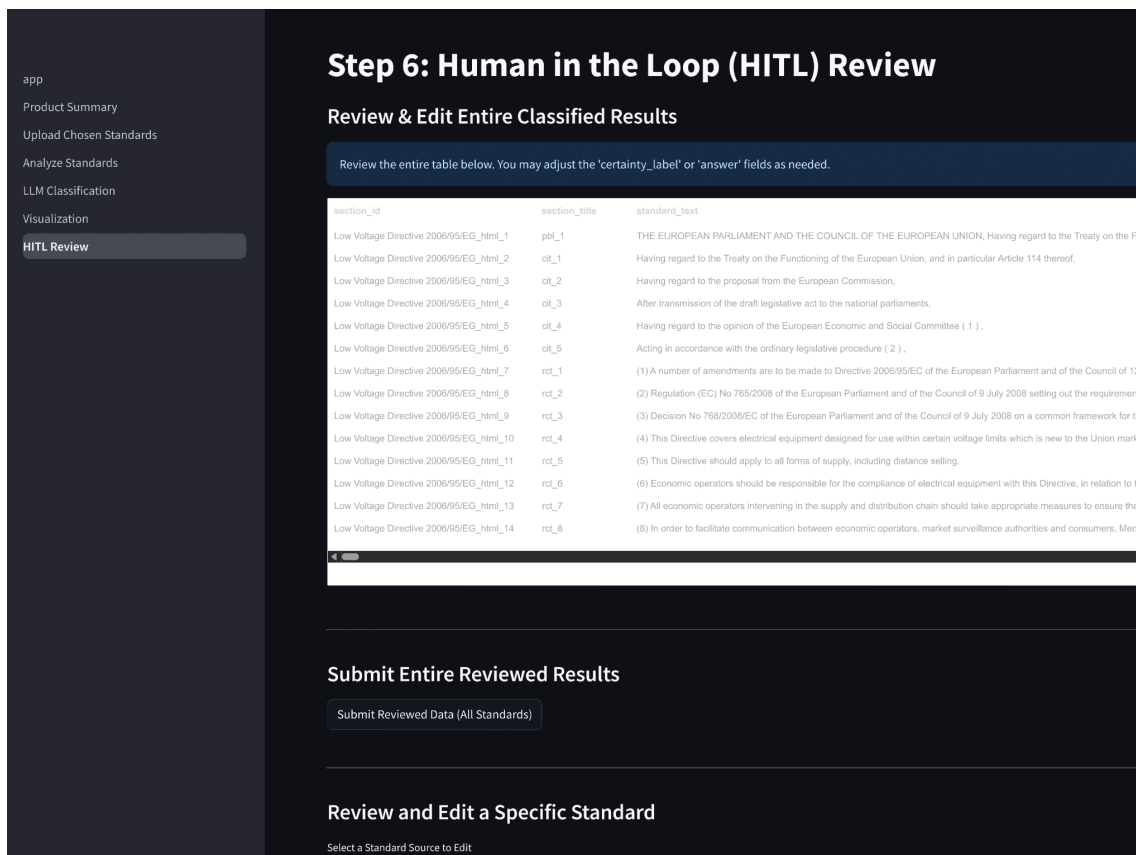 app
Product Summary
Upload Chosen Standards
Analyze Standards
LLM Classification
Visualization
HITL Review
Step 6: Human in the Loop (HITL) Review
Review & Edit Entire Classified Results
Review the entire table below. You may adjust the 'certainty_label' or 'answer' fields as needed.
section_id section_title standard_text
Low Voltage Directive 2006/95/EG_html_1 pbl_1 THE EUROPEAN PARLIAMENT AND THE COUNCIL OF THE EUROPEAN UNION, Having regard to the Treaty on the F
Low Voltage Directive 2006/95/EG_html_2 cit_1 Having regard to the Treaty on the Functioning of the European Union, and in particular Article 114 thereof,
Low Voltage Directive 2006/95/EG_html_3 cit_2 Having regard to the proposal from the European Commission,
Low Voltage Directive 2006/95/EG_html_4 cit_3 After transmission of the draft legislative act to the national parliaments,
Low Voltage Directive 2006/95/EG_html_5 cit_4 Having regard to the opinion of the European Economic and Social Committee ( 1 ) ,
Low Voltage Directive 2006/95/EG_html_6 cit_5 Acting in accordance with the ordinary legislative procedure ( 2 ) ,
Low Voltage Directive 2006/95/EG_html_7 rct_1 (1) A number of amendments are to be made to Directive 2006/95/EC of the European Parliament and of the Council of 12
Low Voltage Directive 2006/95/EG_html_8 rct_2 (2) Regulation (EC) No 765/2008 of the European Parliament and of the Council of 9 July 2008 setting out the requiremen
Low Voltage Directive 2006/95/EG_html_9 rct_3 (3) Decision No 768/2008/EC of the European Parliament and of the Council of 9 July 2008 on a common framework for t
Low Voltage Directive 2006/95/EG_html_10 rct_4 (4) This Directive covers electrical equipment designed for use within certain voltage limits which is new to the Union mark
Low Voltage Directive 2006/95/EG_html_11 rct_5 (5) This Directive should apply to all forms of supply, including distance selling.
Low Voltage Directive 2006/95/EG_html_12 rct_6 (6) Economic operators should be responsible for the compliance of electrical equipment with this Directive, in relation to t
Low Voltage Directive 2006/95/EG_html_13 rct_7 (7) All economic operators intervening in the supply and distribution chain should take appropriate measures to ensure tha
Low Voltage Directive 2006/95/EG_html_14 rct_8 (8) In order to facilitate communication between economic operators, market surveillance authorities and consumers, Mem
Submit Entire Reviewed Results
Submit Reviewed Data (All Standards)
Review and Edit a Specific Standard
Select a Standard Source to Edit